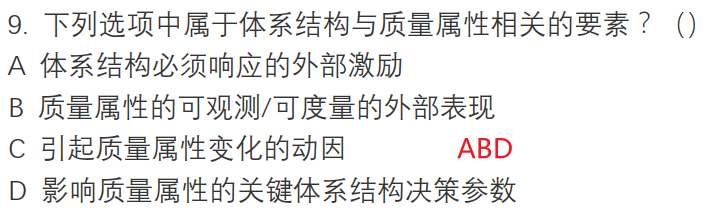 9. 下列选项中属于体系结构与质量属性相关的要素？ ()
A 体系结构必须响应的外部激励
B 质量属性的可观测/可度量的外部表现
C 引起质量属性变化的动因 ABD
D 影响质量属性的关键体系结构决策参数